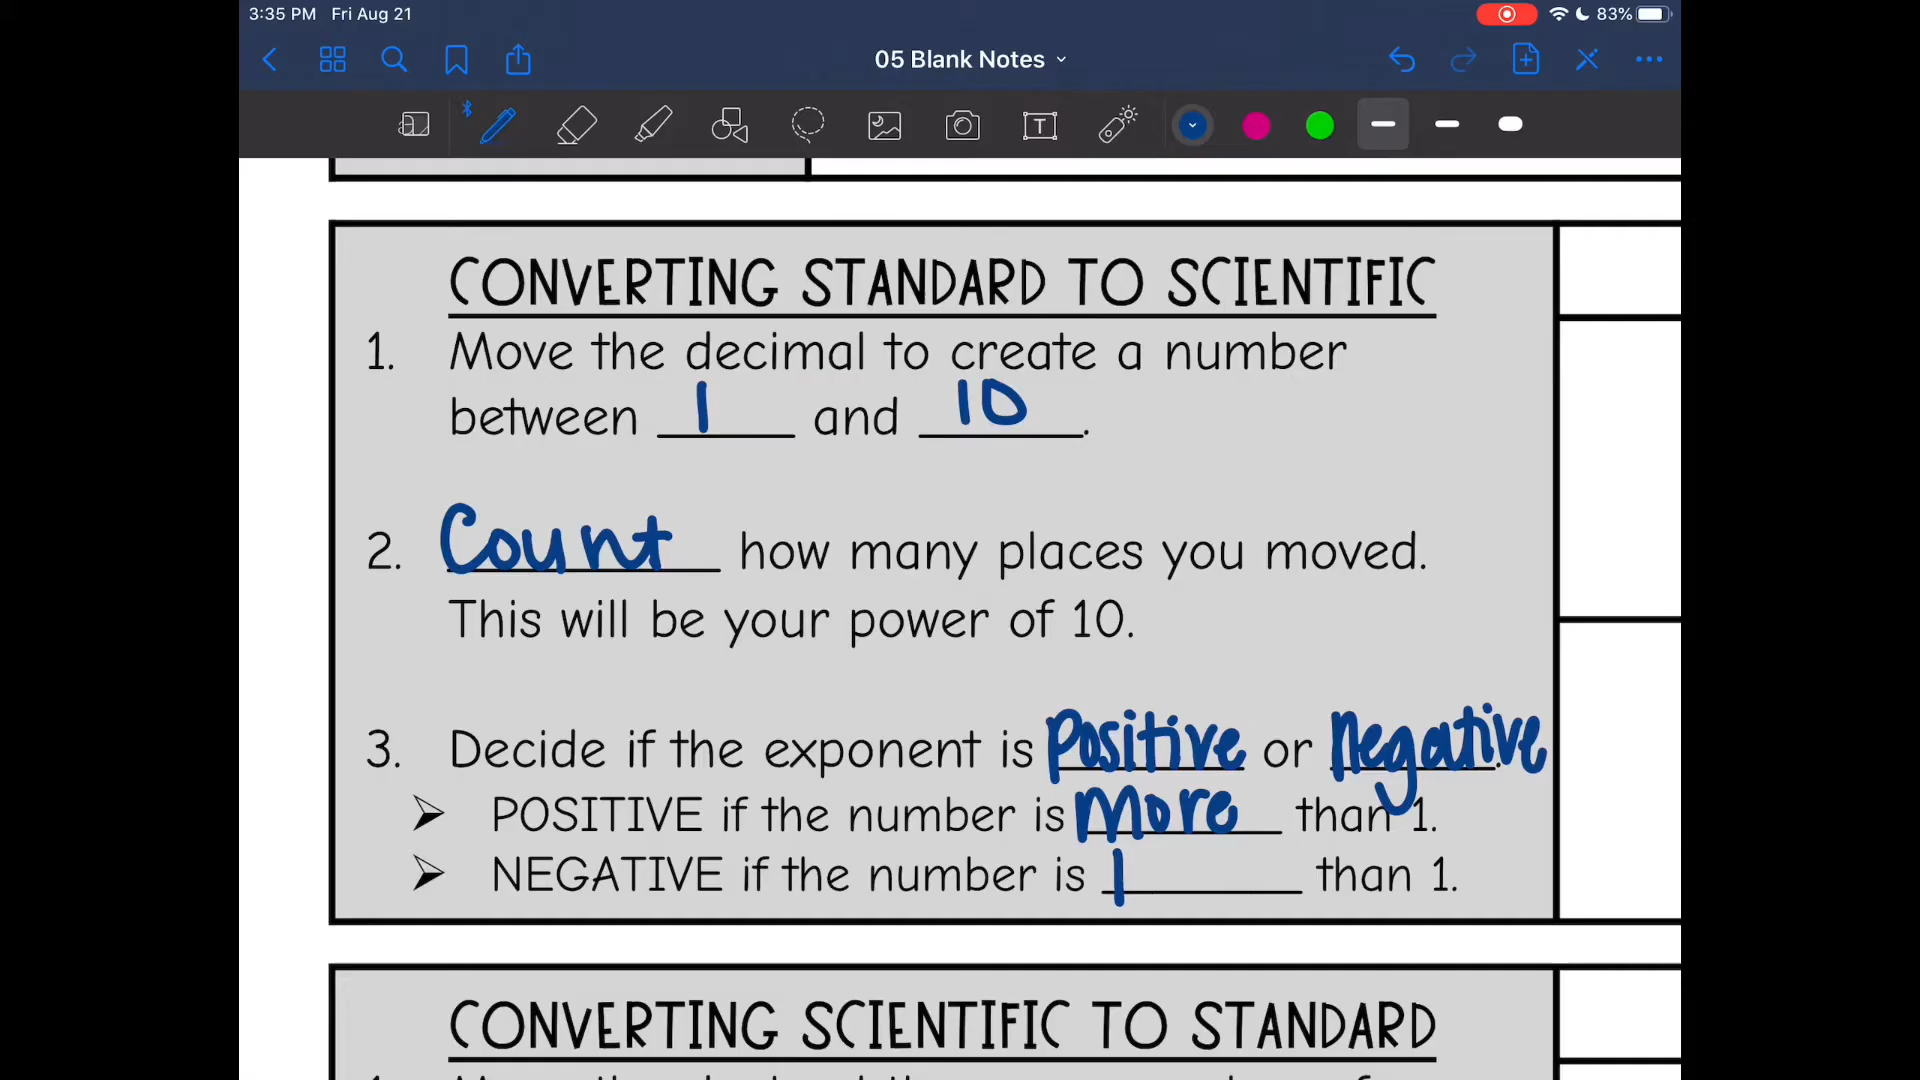 3:35 PM Fri Aug 21 83%
05 Blank Notes
CONVERTING STANDARD TO SCIENTIFIC
1. Move the decimal to create a number
between 1 and 10.
2. Count how many places you moved.
This will be your power of 10.
3. Decide if the exponent is Positive or negative.
➢ POSITIVE if the number is more than 1.
➢ NEGATIVE if the number is l than 1.
CONVERTING SCIENTIFIC TO STANDARD